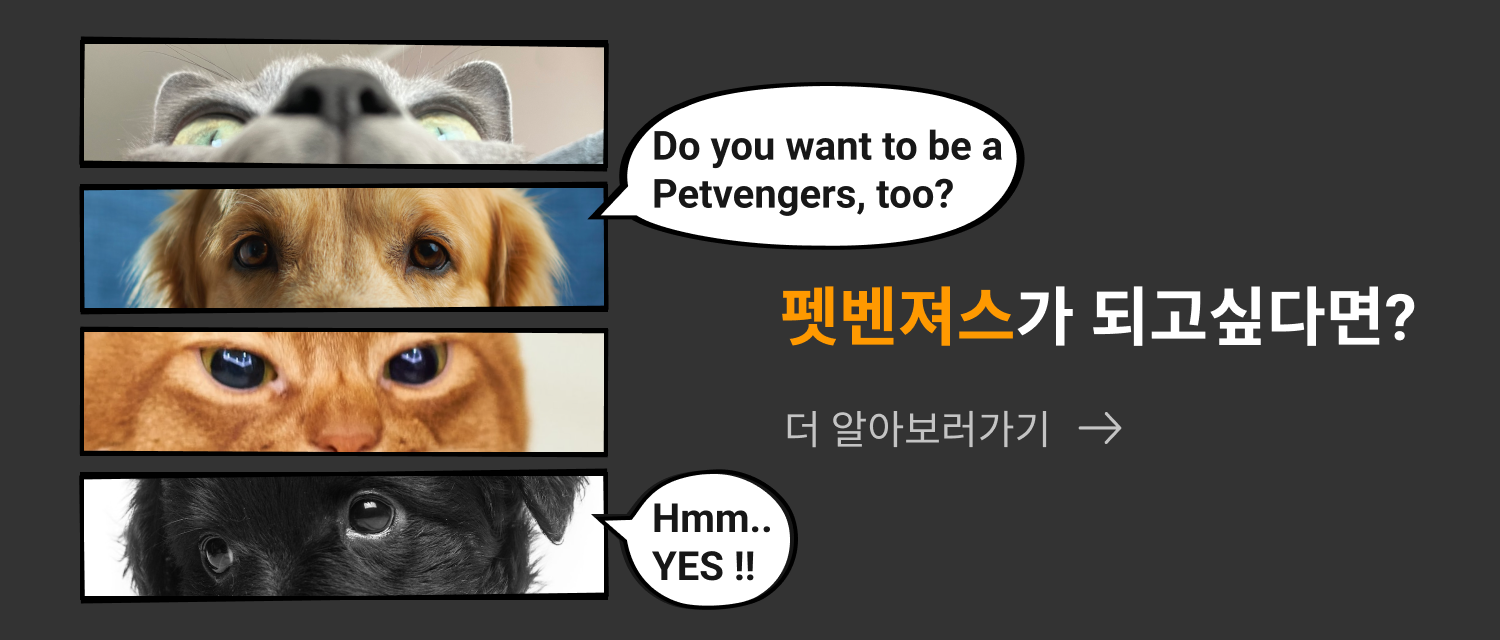 Do you want to be a
Petvengers, too?
펫벤져스가 되고싶다면?
더 알아보러가기 →
Hmm..
YES !!